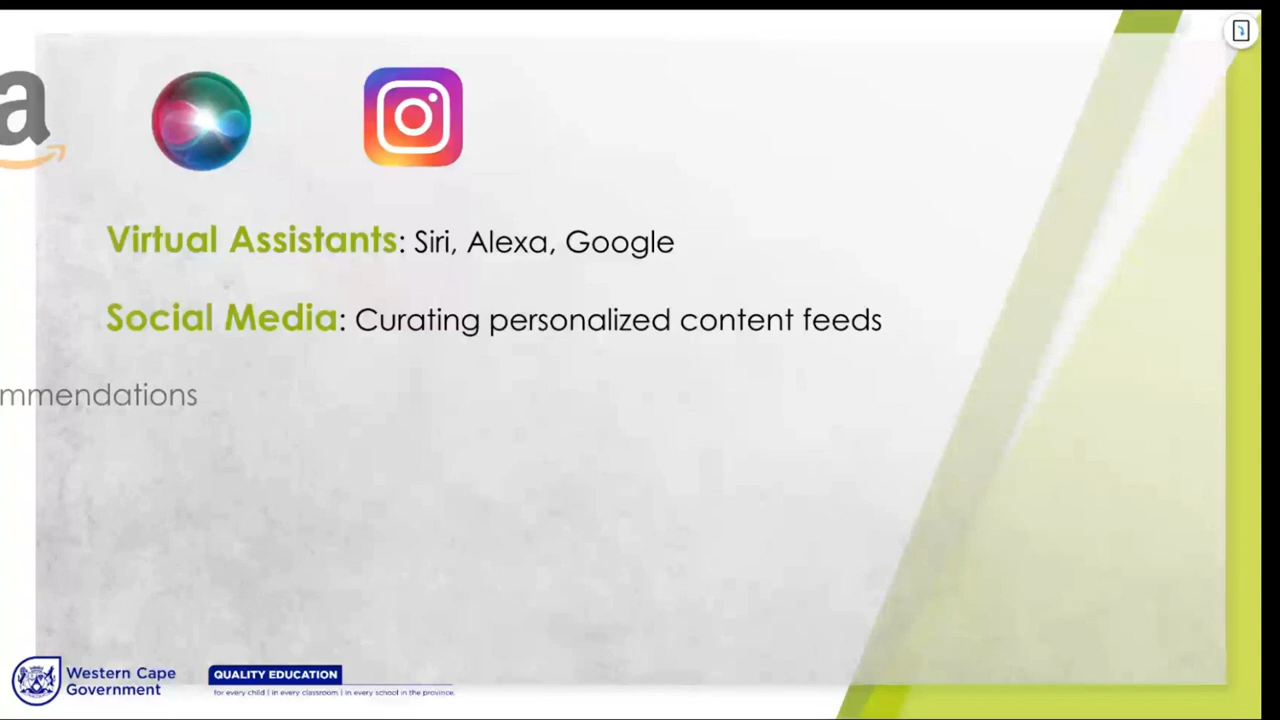 a
Virtual Assistants: Siri, Alexa, Google
Social Media: Curating personalized content feeds
mmendations
Western Cape
Government
QUALITY EDUCATION
for every child | in every classroom | in every school in the province.